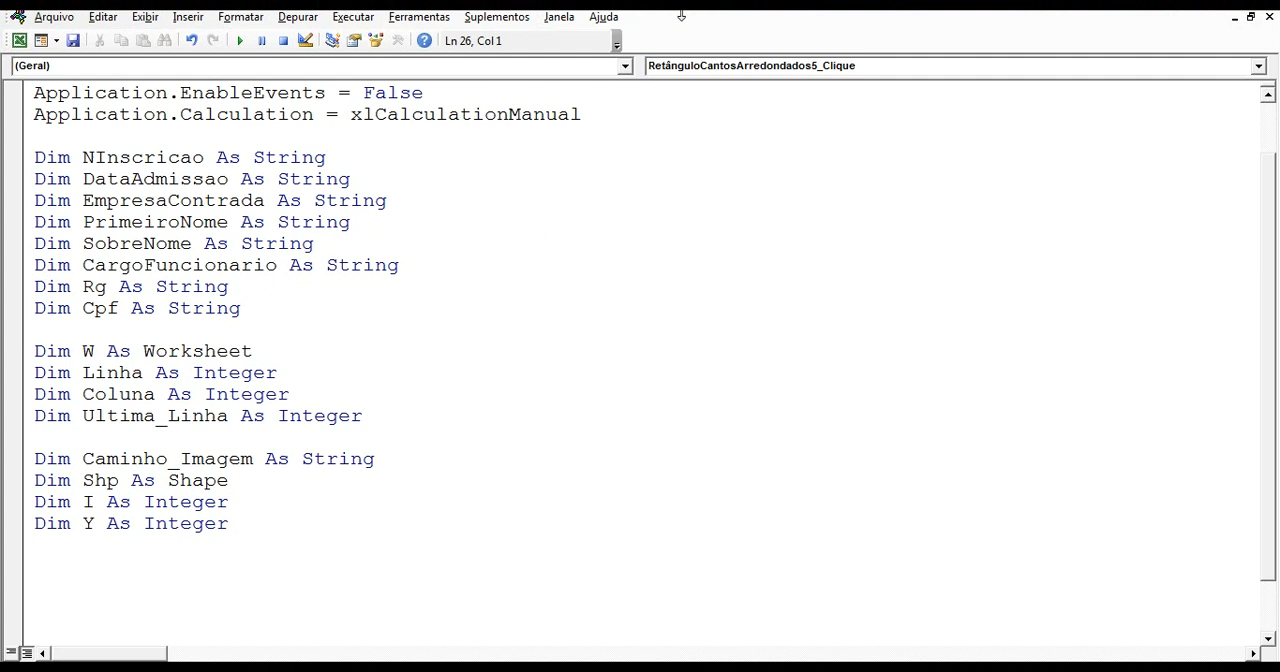 Arquivo Editar Exibir Inserir Formatar Depurar Executar Ferramentas Suplementos Janela Ajuda
Ln 26, Col 1
(Geral) RetânguloCantosArredondados5_Clique
Application.EnableEvents = False
Application.Calculation = xlCalculationManual
Dim NInscricao As String
Dim DataAdmissao As String
Dim EmpresaContrada As String
Dim PrimeiroNome As String
Dim SobreNome As String
Dim CargoFuncionario As String
Dim Rg As String
Dim Cpf As String
Dim W As Worksheet
Dim Linha As Integer
Dim Coluna As Integer
Dim Ultima_Linha As Integer
Dim Caminho_Imagem As String
Dim Shp As Shape
Dim I As Integer
Dim Y As Integer